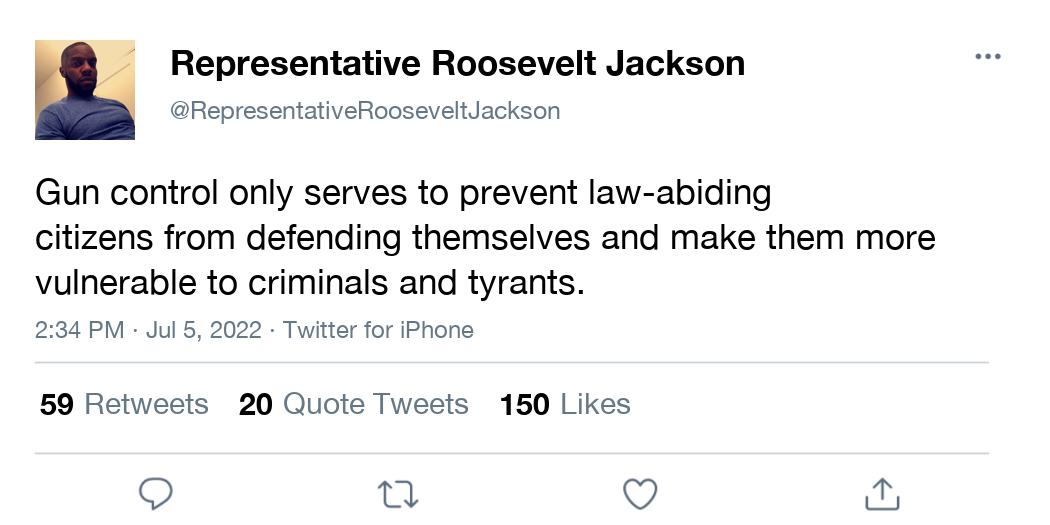 Representative Roosevelt Jackson
@RepresentativeRooseveltJackson
Gun control only serves to prevent law-abiding
citizens from defending themselves and make them more
vulnerable to criminals and tyrants.
2:34 PM · Jul 5, 2022 · Twitter for iPhone
59 Retweets 20 Quote Tweets 150 Likes